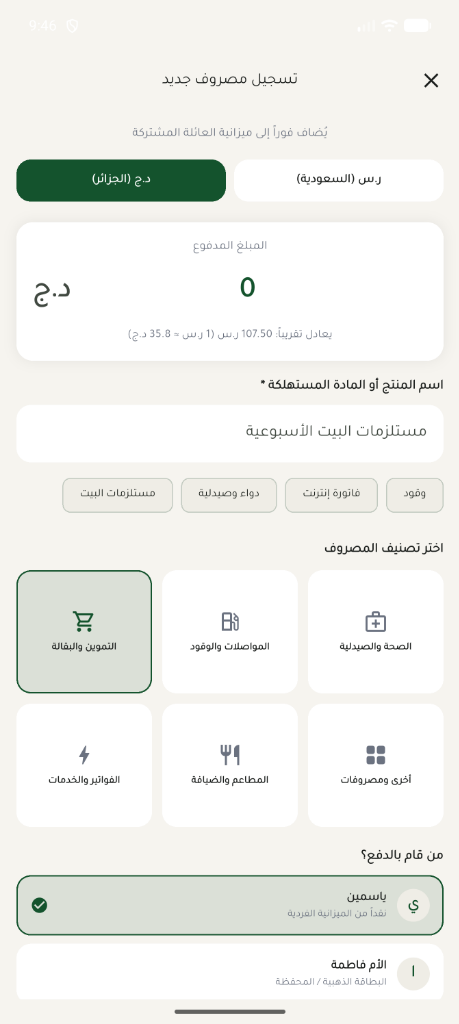 9:46
تسجيل مصروف جديد
يُضاف فوراً إلى ميزانية العائلة المشتركة
ر.س (السعودية)
د.ج (الجزائر)
المبلغ المدفوع
0
د.ج
يعادل تقريباً: 107.50 ر.س (1 ر.س ≈ 35.8 د.ج)
اسم المنتج أو المادة المستهلكة *
مستلزمات البيت الأسبوعية
وقود
فاتورة إنترنت
دواء وصيدلية
مستلزمات البيت
اختر تصنيف المصروف
الصحة والصيدلية
المواصلات والوقود
التموين والبقالة
أخرى ومصروفات
المطاعم والضيافة
الفواتير والخدمات
من قام بالدفع؟
ي
ياسمين
نقداً من الميزانية الفردية
ا
الأم فاطمة
البطاقة الذهبية / المحفظة